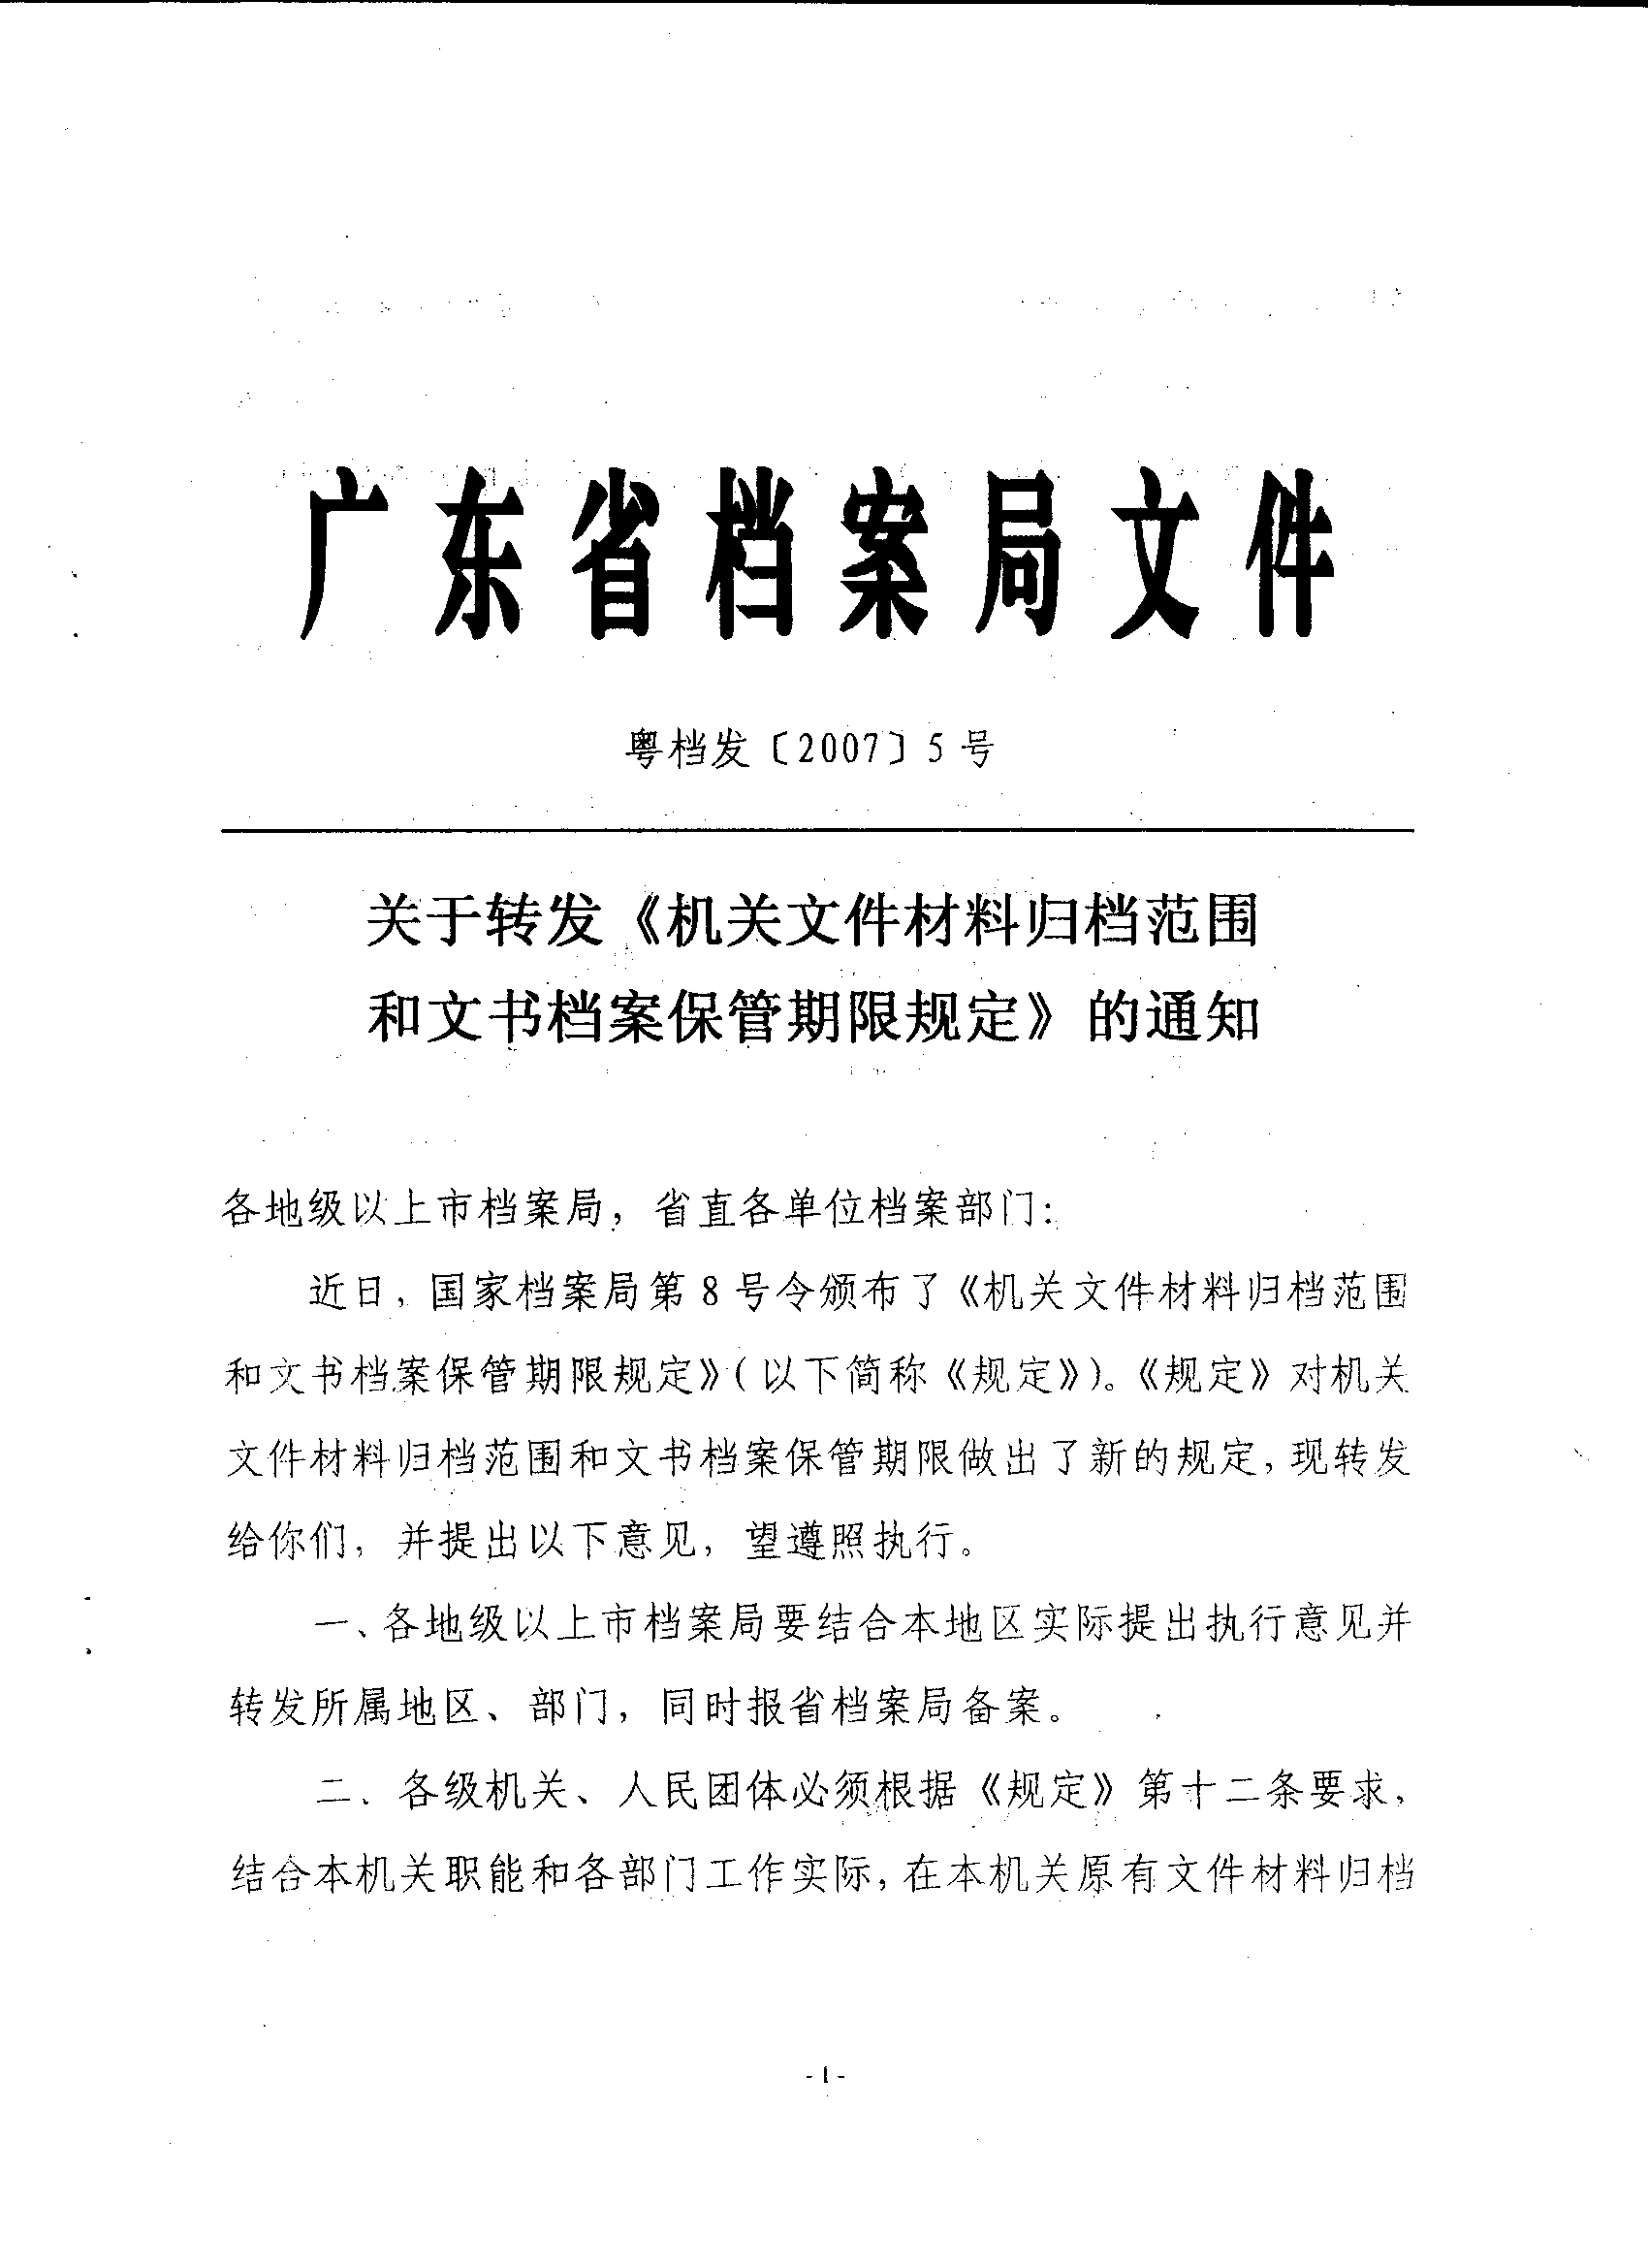 广东省档案局文件
粤档发〔2007〕5号
关于转发《机关文件材料归档范围
和文书档案保管期限规定》的通知
各地级以上市档案局，省直各单位档案部门：
近日，国家档案局第8号令颁布了《机关文件材料归档范围
和文书档案保管期限规定》（以下简称《规定》）。《规定》对机关
文件材料归档范围和文书档案保管期限做出了新的规定，现转发
给你们，并提出以下意见，望遵照执行。
一、各地级以上市档案局要结合本地区实际提出执行意见并
转发所属地区、部门，同时报省档案局备案。
二、各级机关、人民团体必须根据《规定》第十二条要求，
结合本机关职能和各部门工作实际，在本机关原有文件材料归档
-1-